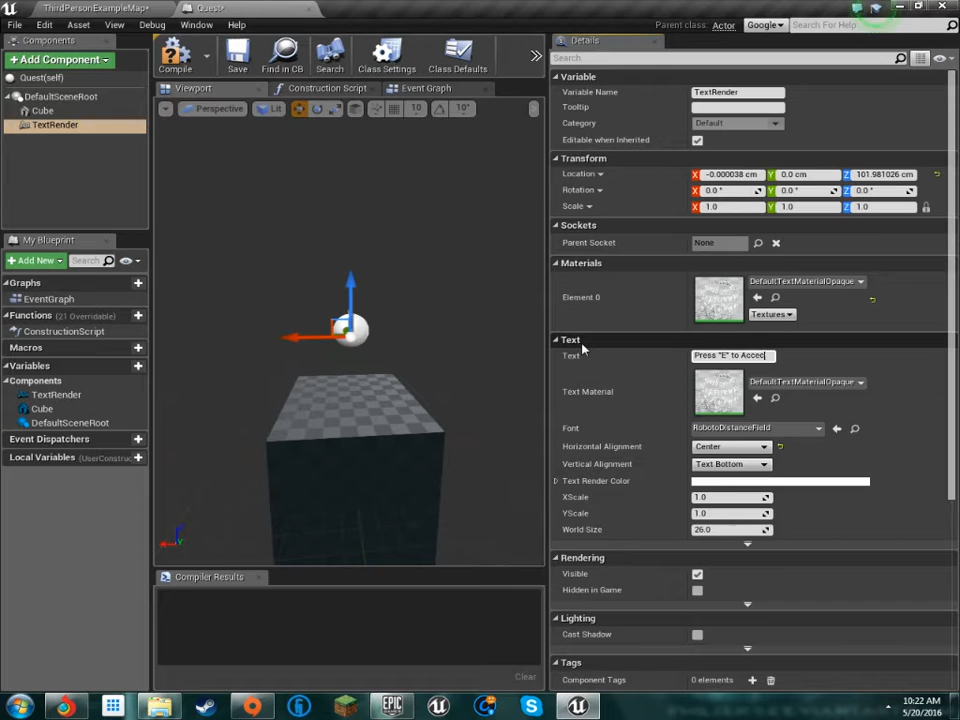 ThirdPersonExampleMap*
Quest*
File Edit Asset View Debug Window Help
Parent class: Actor
Google
Search For Help
Components
Add Component
Quest(self)
DefaultSceneRoot
Cube
TextRender
Compile
Save
Find in CB
Search
Class Settings
Class Defaults
Viewport
Construction Script
Event Graph
Perspective
Lit
10
10°
My Blueprint
Add New
Search
Graphs
EventGraph
Functions (21 Overridable)
ConstructionScript
Macros
Variables
Components
TextRender
Cube
DefaultSceneRoot
Event Dispatchers
Local Variables (UserConstruc
Compiler Results
Clear
Details
Search
Variable
Variable Name TextRender
Tooltip
Category Default
Editable when Inherited
Transform
Location X -0.000038 cm Y 0.0 cm Z 101.981026 cm
Rotation X 0.0° Y 0.0° Z 0.0°
Scale X 1.0 Y 1.0 Z 1.0
Sockets
Parent Socket None
Materials
Element 0 DefaultTextMaterialOpaque
Textures
Text
Text Press "E" to Accec
Text Material DefaultTextMaterialOpaque
Font RobotoDistanceField
Horizontal Alignment Center
Vertical Alignment Text Bottom
Text Render Color
XScale 1.0
YScale 1.0
World Size 26.0
Rendering
Visible
Hidden in Game
Lighting
Cast Shadow
Tags
Component Tags 0 elements
EPIC
10:22 AM
5/20/2016